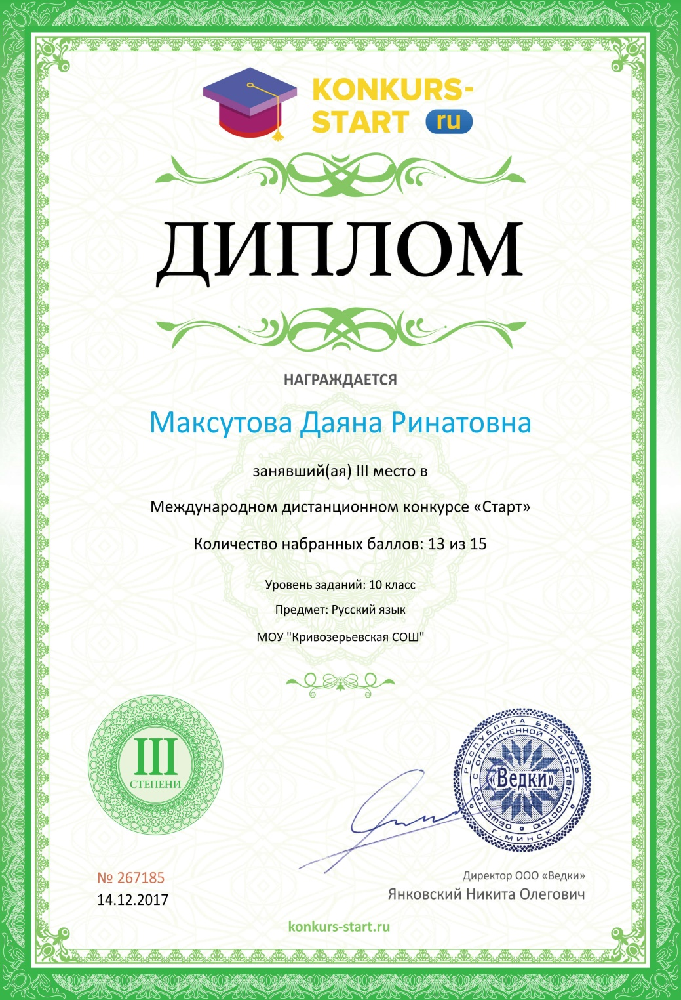 KONKURS-
START ru
ДИПЛОМ
НАГРАЖДАЕТСЯ
Максутова Даяна Ринатовна
занявший(ая) III место в
Международном дистанционном конкурсе «Старт»
Количество набранных баллов: 13 из 15
Уровень заданий: 10 класс
Предмет: Русский язык
МОУ "Кривозерьевская СОШ"
III
СТЕПЕНИ
РЕСПУБЛИКА БЕЛАРУСЬ
ОБЩЕСТВО С ОГРАНИЧЕННОЙ ОТВЕТСТВЕННОСТЬЮ
«Ведки»
Г. МИНСК
№ 267185
14.12.2017
Директор ООО «Ведки»
Янковский Никита Олегович
konkurs-start.ru